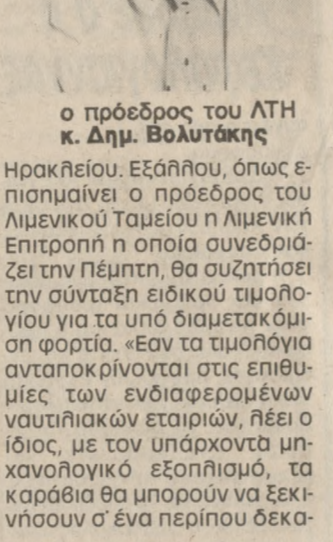 ο πρόεδρος του ΛΤΗ
κ. Δημ. Βολυτάκης
Ηρακλείου. Εξάλλου, όπως ε-
πισημαίνει ο πρόεδρος του
Λιμενικού Ταμείου η Λιμενική
Επιτροπή η οποία συνεδριά-
ζει την Πέμπτη, θα συζητήσει
την σύνταξη ειδικού τιμολο-
γίου για τα υπό διαμετακόμι-
ση φορτία. «Εαν τα τιμολόγια
ανταποκρίνονται στις επιθυ-
μίες των ενδιαφερομένων
ναυτιλιακών εταιριών, λέει ο
ίδιος, με τον υπάρχοντα μη-
χανολογικό εξοπλισμό, τα
καράβια θα μπορούν να ξεκι-
νήσουν σ' ένα περίπου δεκα-